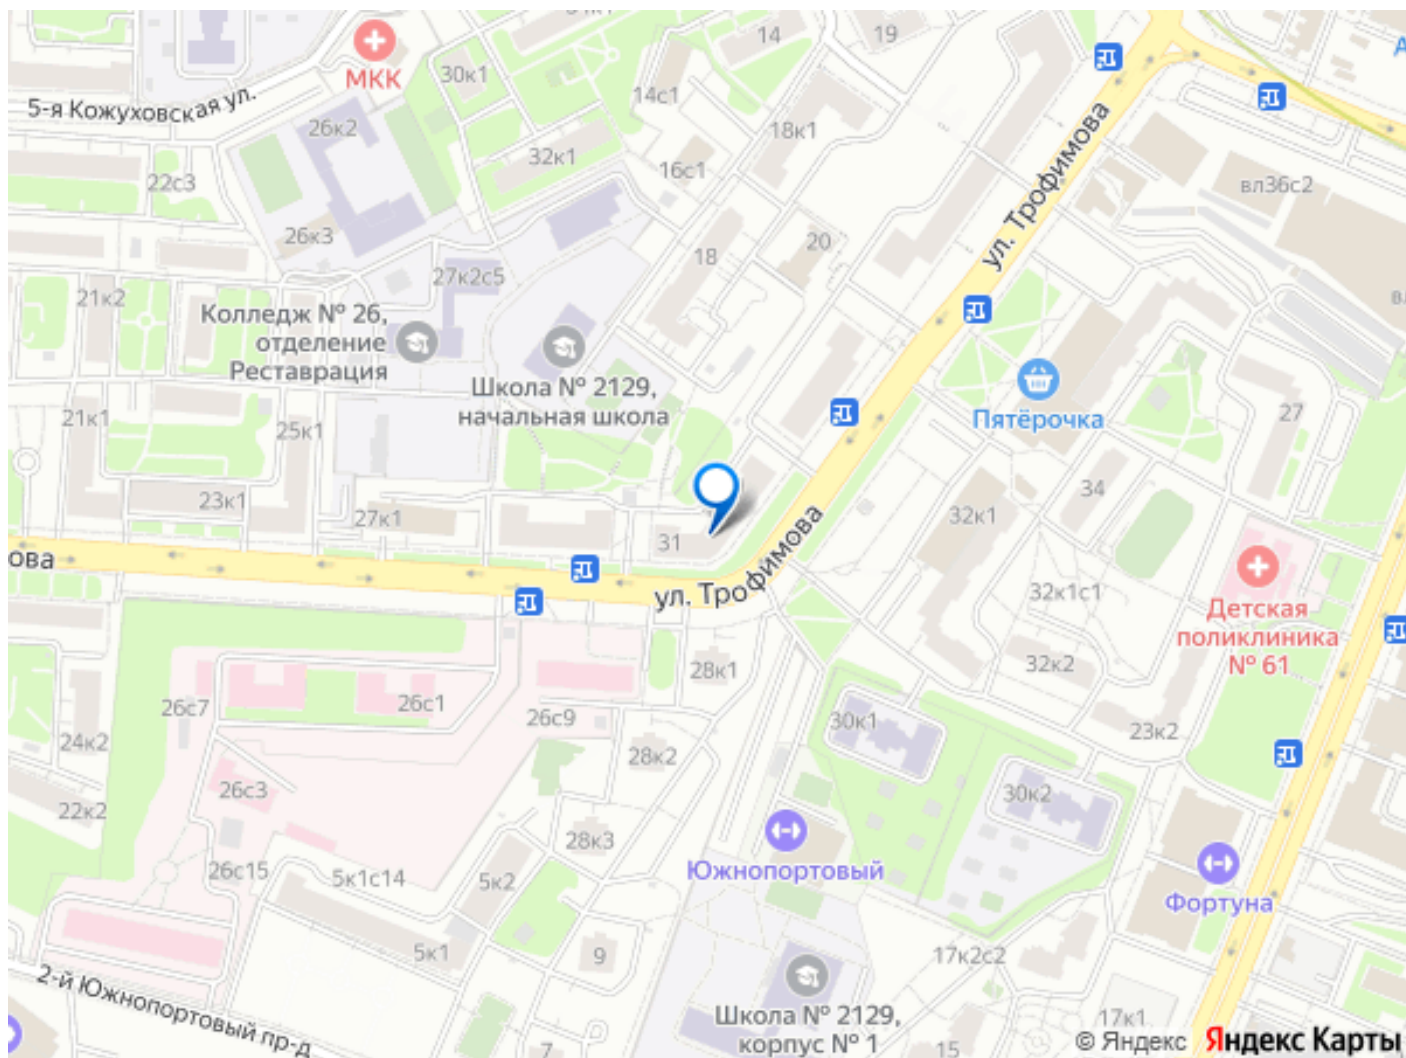 14
19
МКК
30к1
5-я Кожуховская ул.
14с1
26к2
18к1
32к1
16с1
22с3
вл36с2
ул. Трофимова
26к3
20
18
27к2с5
21к2
Колледж № 26,
отделение
Реставрация
Школа № 2129,
начальная школа
Пятёрочка
27
21к1
25к1
34
23к1
27к1
32к1
31
ова
ул. Трофимова
32к1с1
Детская
поликлиника
№ 61
28к1
32к2
26с7
26с1
26с9
30к1
23к2
24к2
28к2
26с3
30к2
22к2
28к3
Южнопортовый
26с15
5к1с14
5к2
Фортуна
5к1
9
17к2с2
2-й Южнопортовый пр-д
Школа № 2129,
корпус № 1
7
15
17к1
© Яндекс Яндекс Карты